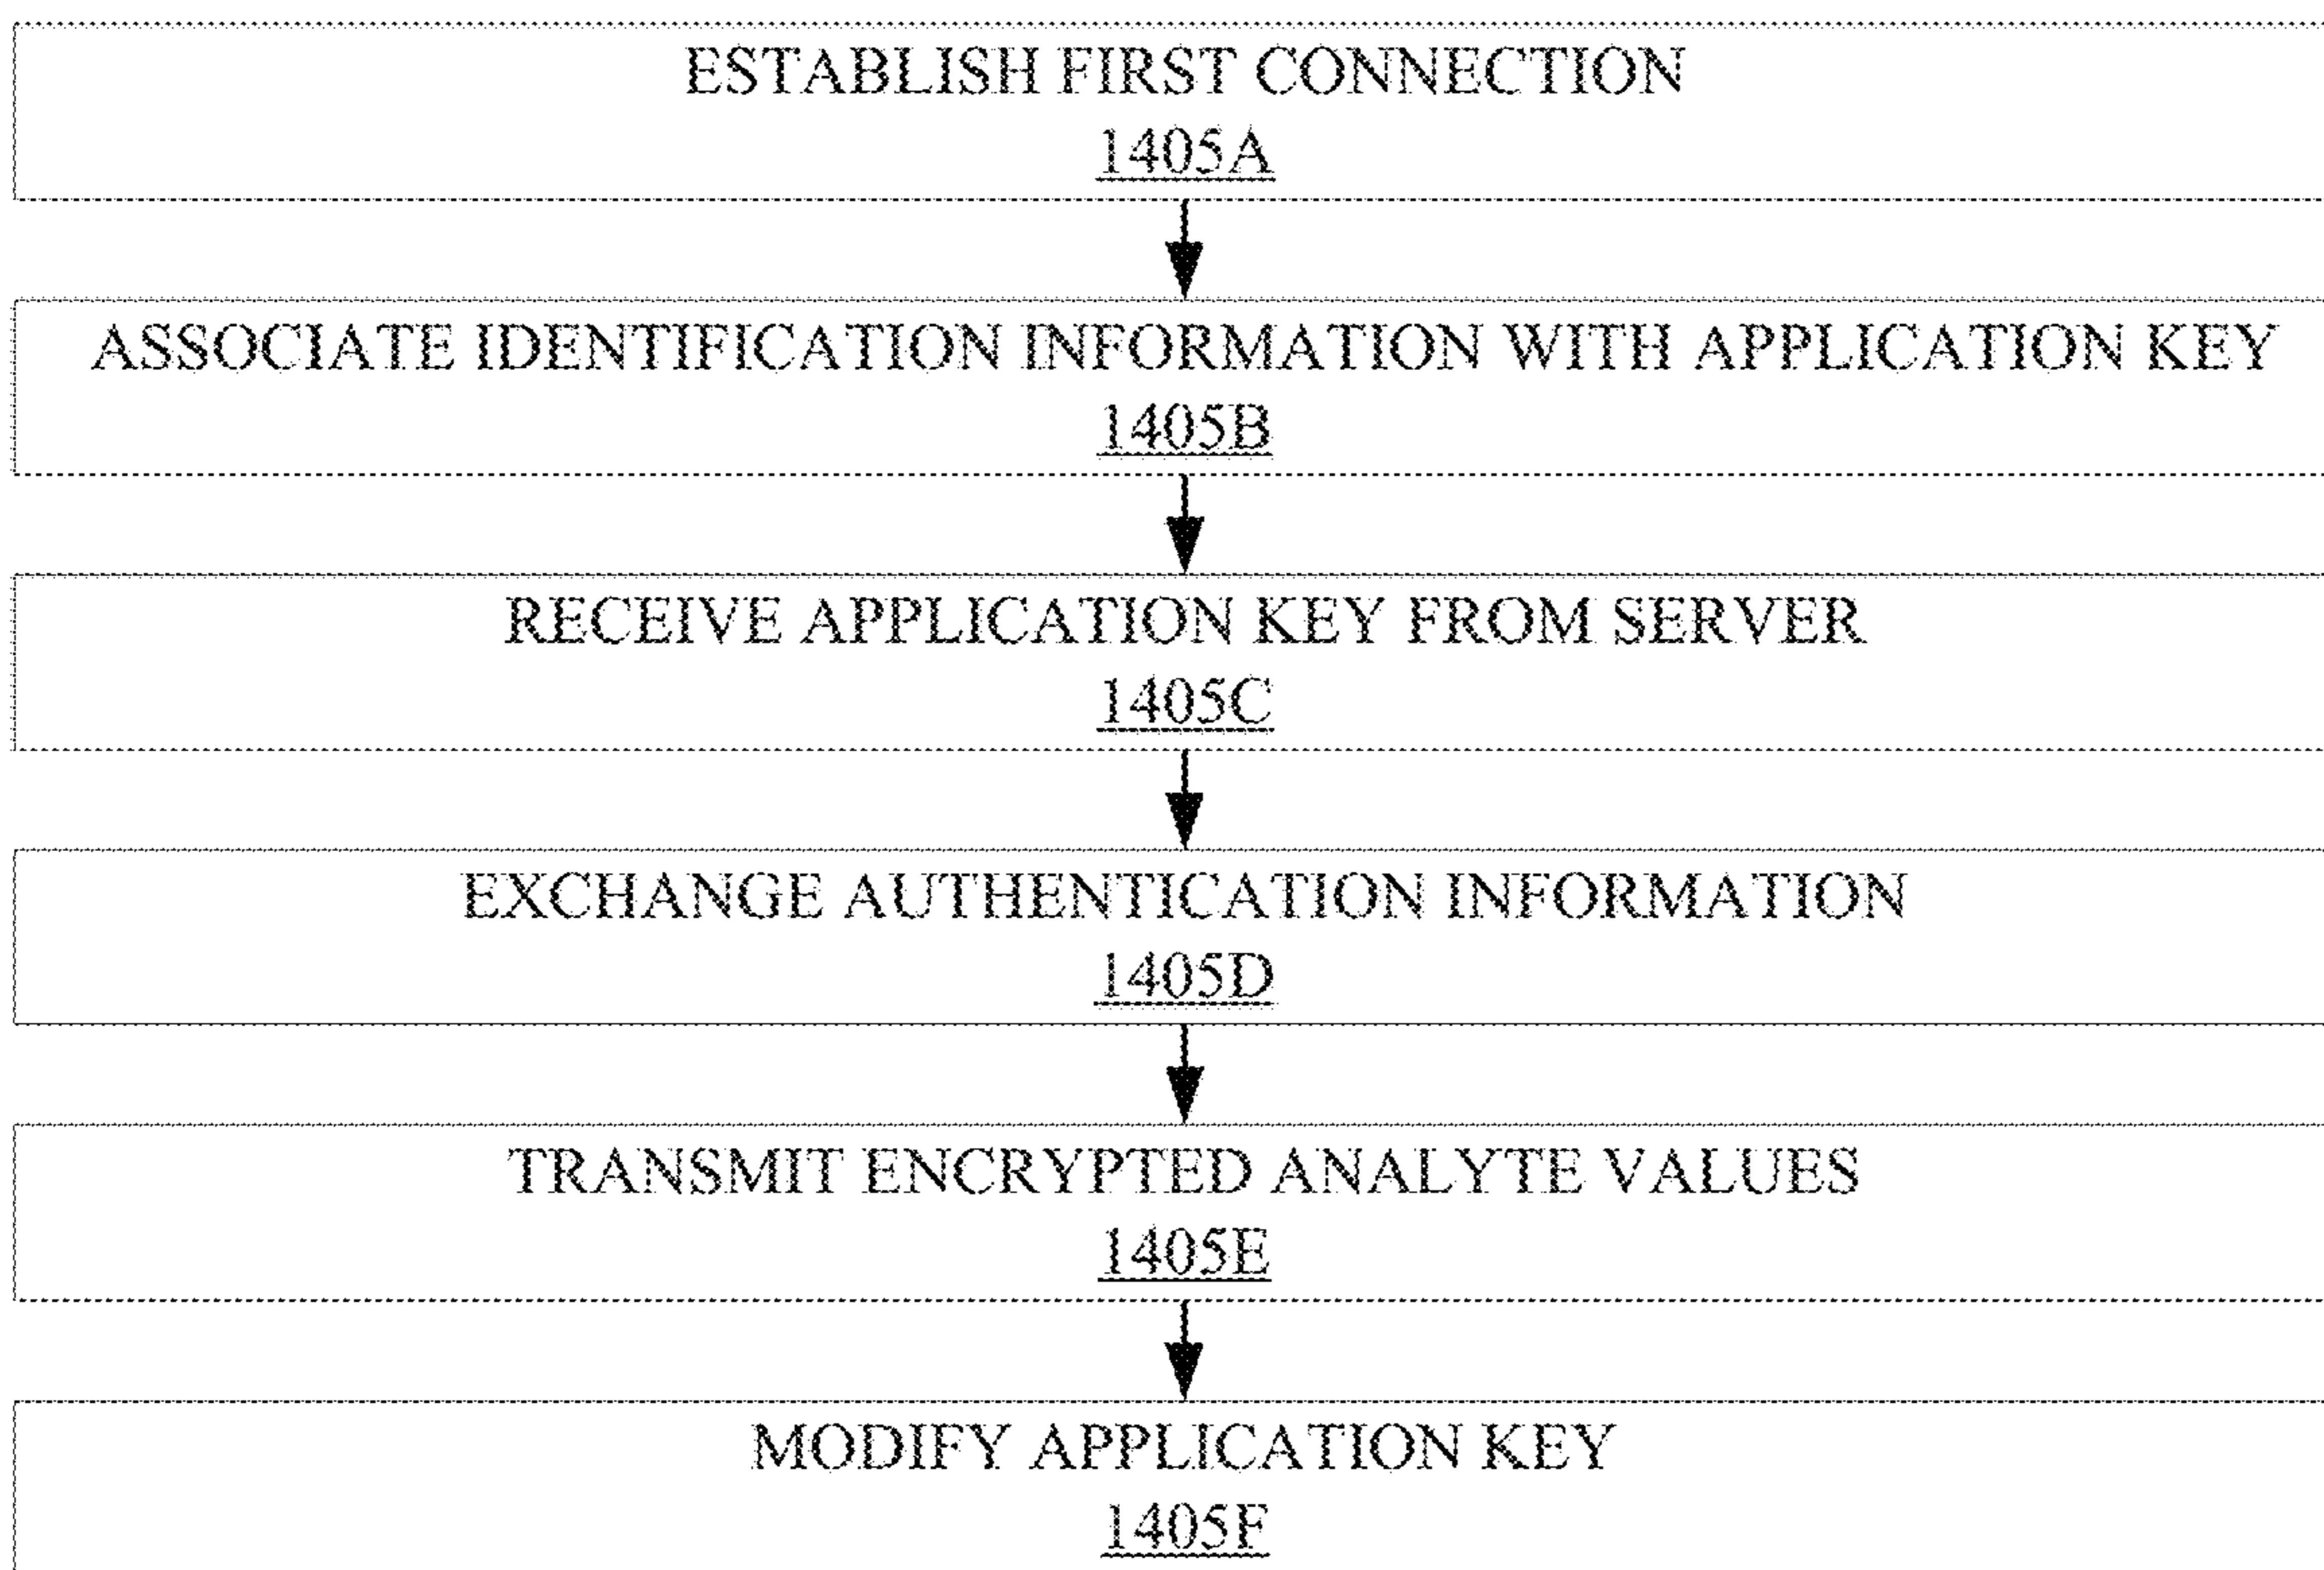 ESTABLISH FIRST CONNECTION
1405A
ASSOCIATE IDENTIFICATION INFORMATION WITH APPLICATION KEY
1405B
RECEIVE APPLICATION KEY FROM SERVER
1405C
EXCHANGE AUTHENTICATION INFORMATION
1405D
TRANSMIT ENCRYPTED ANALYTE VALUES
1405E
MODIFY APPLICATION KEY
1405F